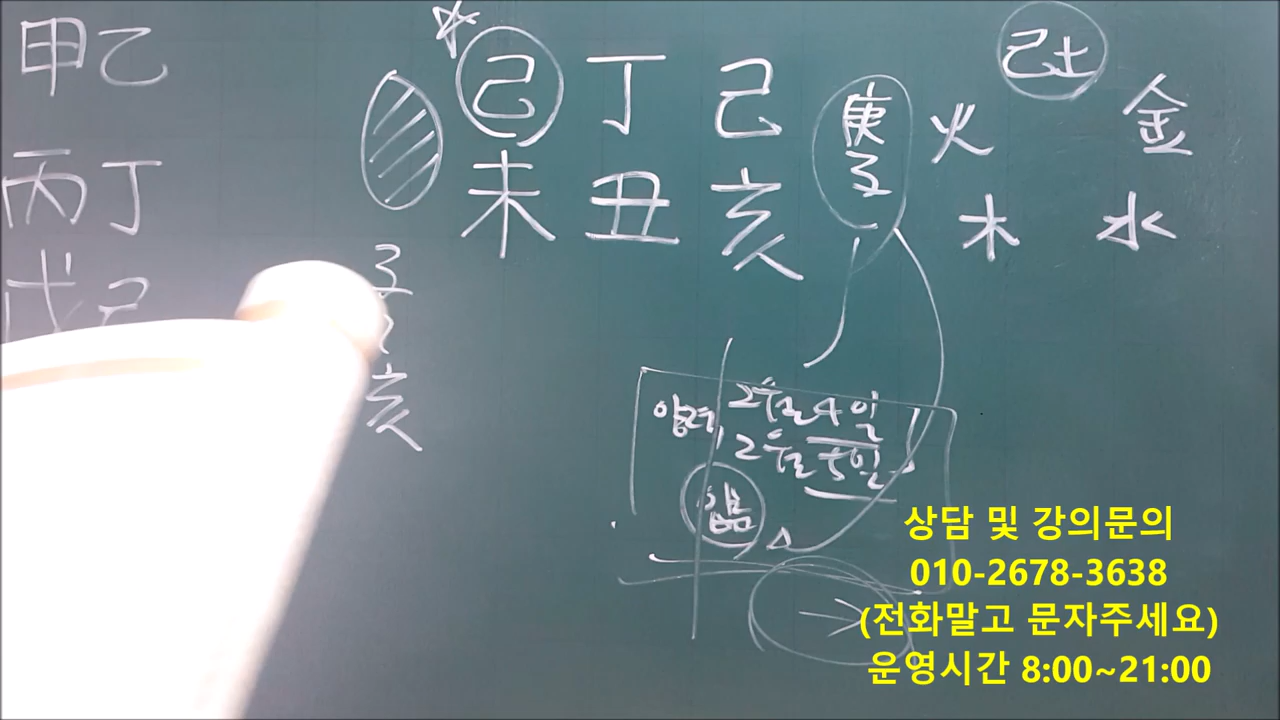 甲乙
丙丁
戊己
己丁己
未丑亥
庚
子
火
木
己土
金
水
子
亥
양력 2월 4일
2월 5일
삶
상담 및 강의문의
010-2678-3638
(전화말고 문자주세요)
운영시간 8:00~21:00